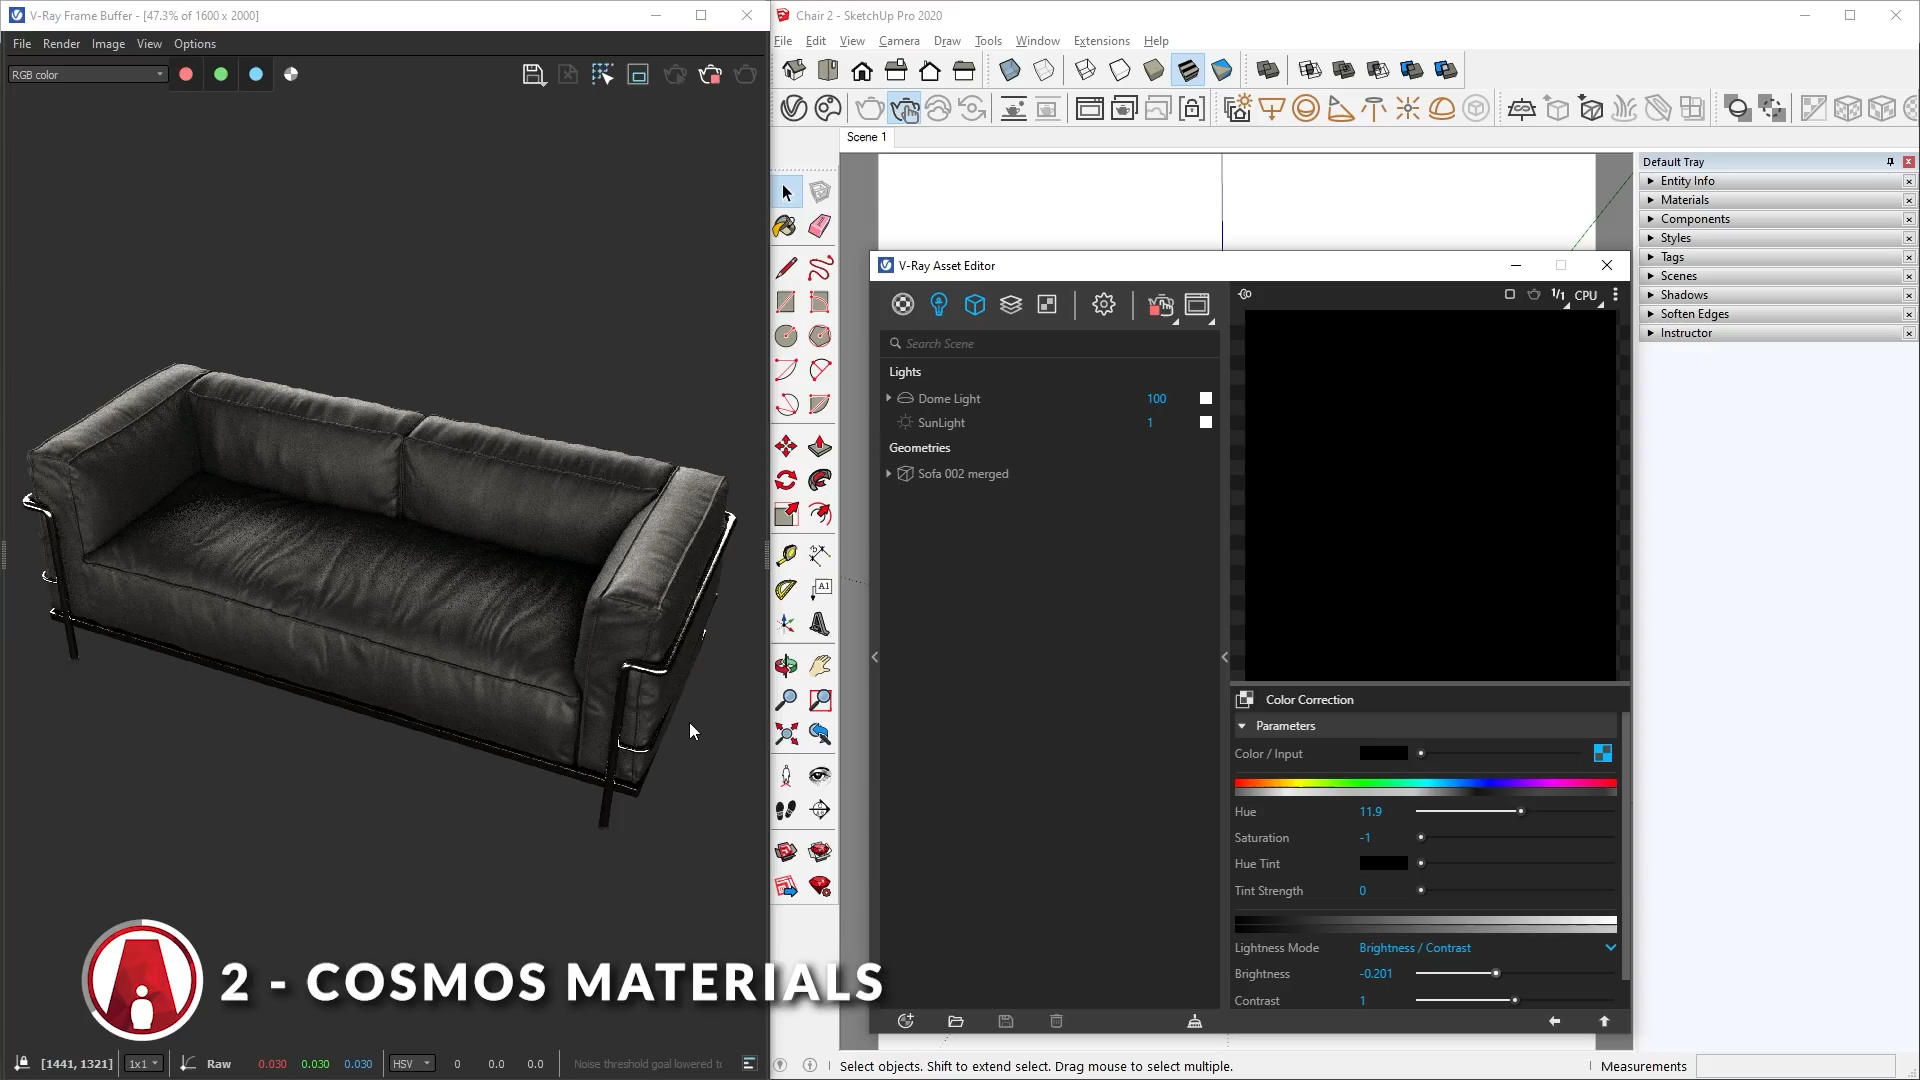 V-Ray Frame Buffer - [47.3% of 1600 x 2000]
File Render Image View Options
RGB color
Chair 2 - SketchUp Pro 2020
File Edit View Camera Draw Tools Window Extensions Help
Scene 1
Default Tray
Entity Info
Materials
Components
Styles
Tags
Scenes
Shadows
Soften Edges
Instructor
V-Ray Asset Editor
1/1 CPU
Search Scene
Lights
Dome Light 100
SunLight 1
Geometries
Sofa 002 merged
A1
Color Correction
Parameters
Color / Input
Hue 11.9
Saturation -1
Hue Tint
Tint Strength 0
Lightness Mode Brightness / Contrast
Brightness -0.201
Contrast 1
2 - COSMOS MATERIALS
[1441, 1321] 1x1 Raw 0.030 0.030 0.030 HSV 0 0.0 0.0 Noise threshold goal lowered
Select objects. Shift to extend select. Drag mouse to select multiple.
Measurements